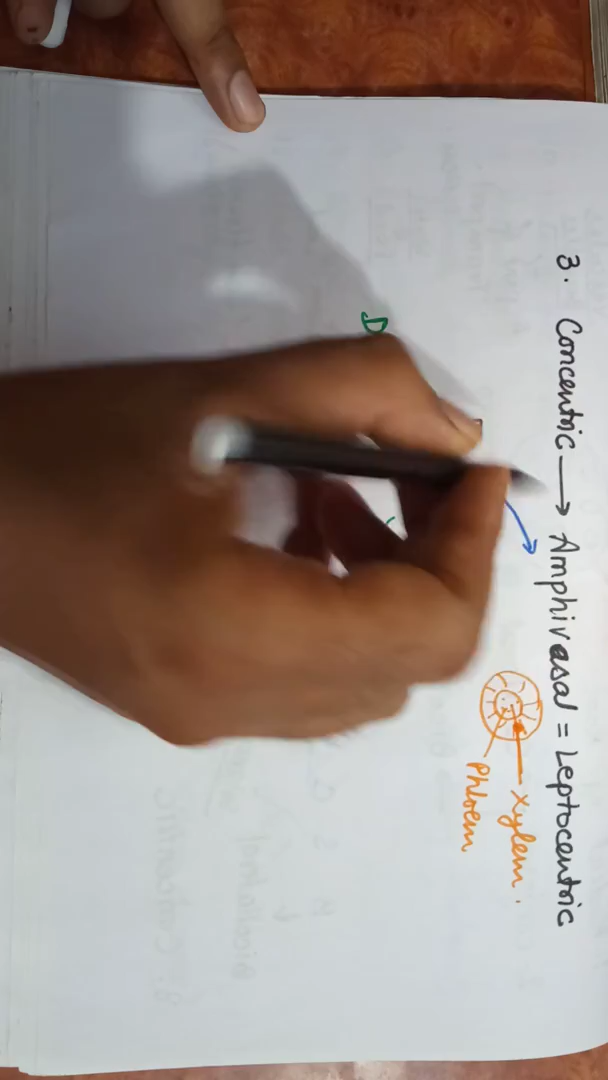 3. Concentric → Amphivasal = Leptocentric
Xylem.
Phloem
D